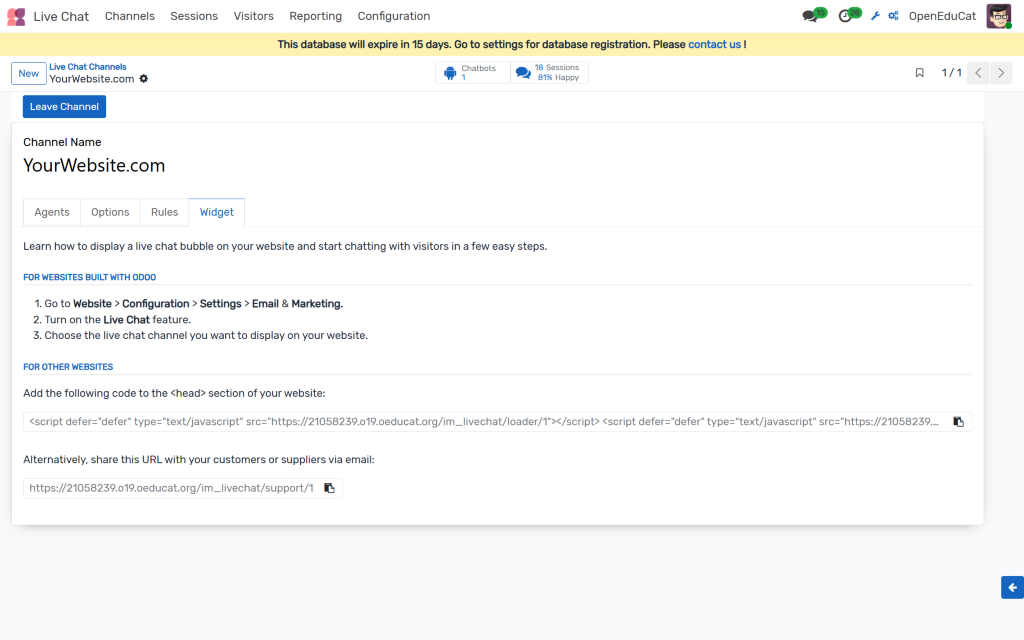 Live Chat Channels Sessions Visitors Reporting Configuration 15 28 OpenEduCat
This database will expire in 15 days. Go to settings for database registration. Please contact us !
New
Live Chat Channels
YourWebsite.com
Chatbots
1
18 Sessions
81% Happy
1 / 1
Leave Channel
Channel Name
YourWebsite.com
Agents Options Rules Widget
Learn how to display a live chat bubble on your website and start chatting with visitors in a few easy steps.
FOR WEBSITES BUILT WITH ODOO
1. Go to Website > Configuration > Settings > Email & Marketing.
2. Turn on the Live Chat feature.
3. Choose the live chat channel you want to display on your website.
FOR OTHER WEBSITES
Add the following code to the <head> section of your website:
<script defer="defer" type="text/javascript" src="https://21058239.o19.oeducat.org/im_livechat/loader/1"></script> <script defer="defer" type="text/javascript" src="https://21058239....
Alternatively, share this URL with your customers or suppliers via email:
https://21058239.o19.oeducat.org/im_livechat/support/1